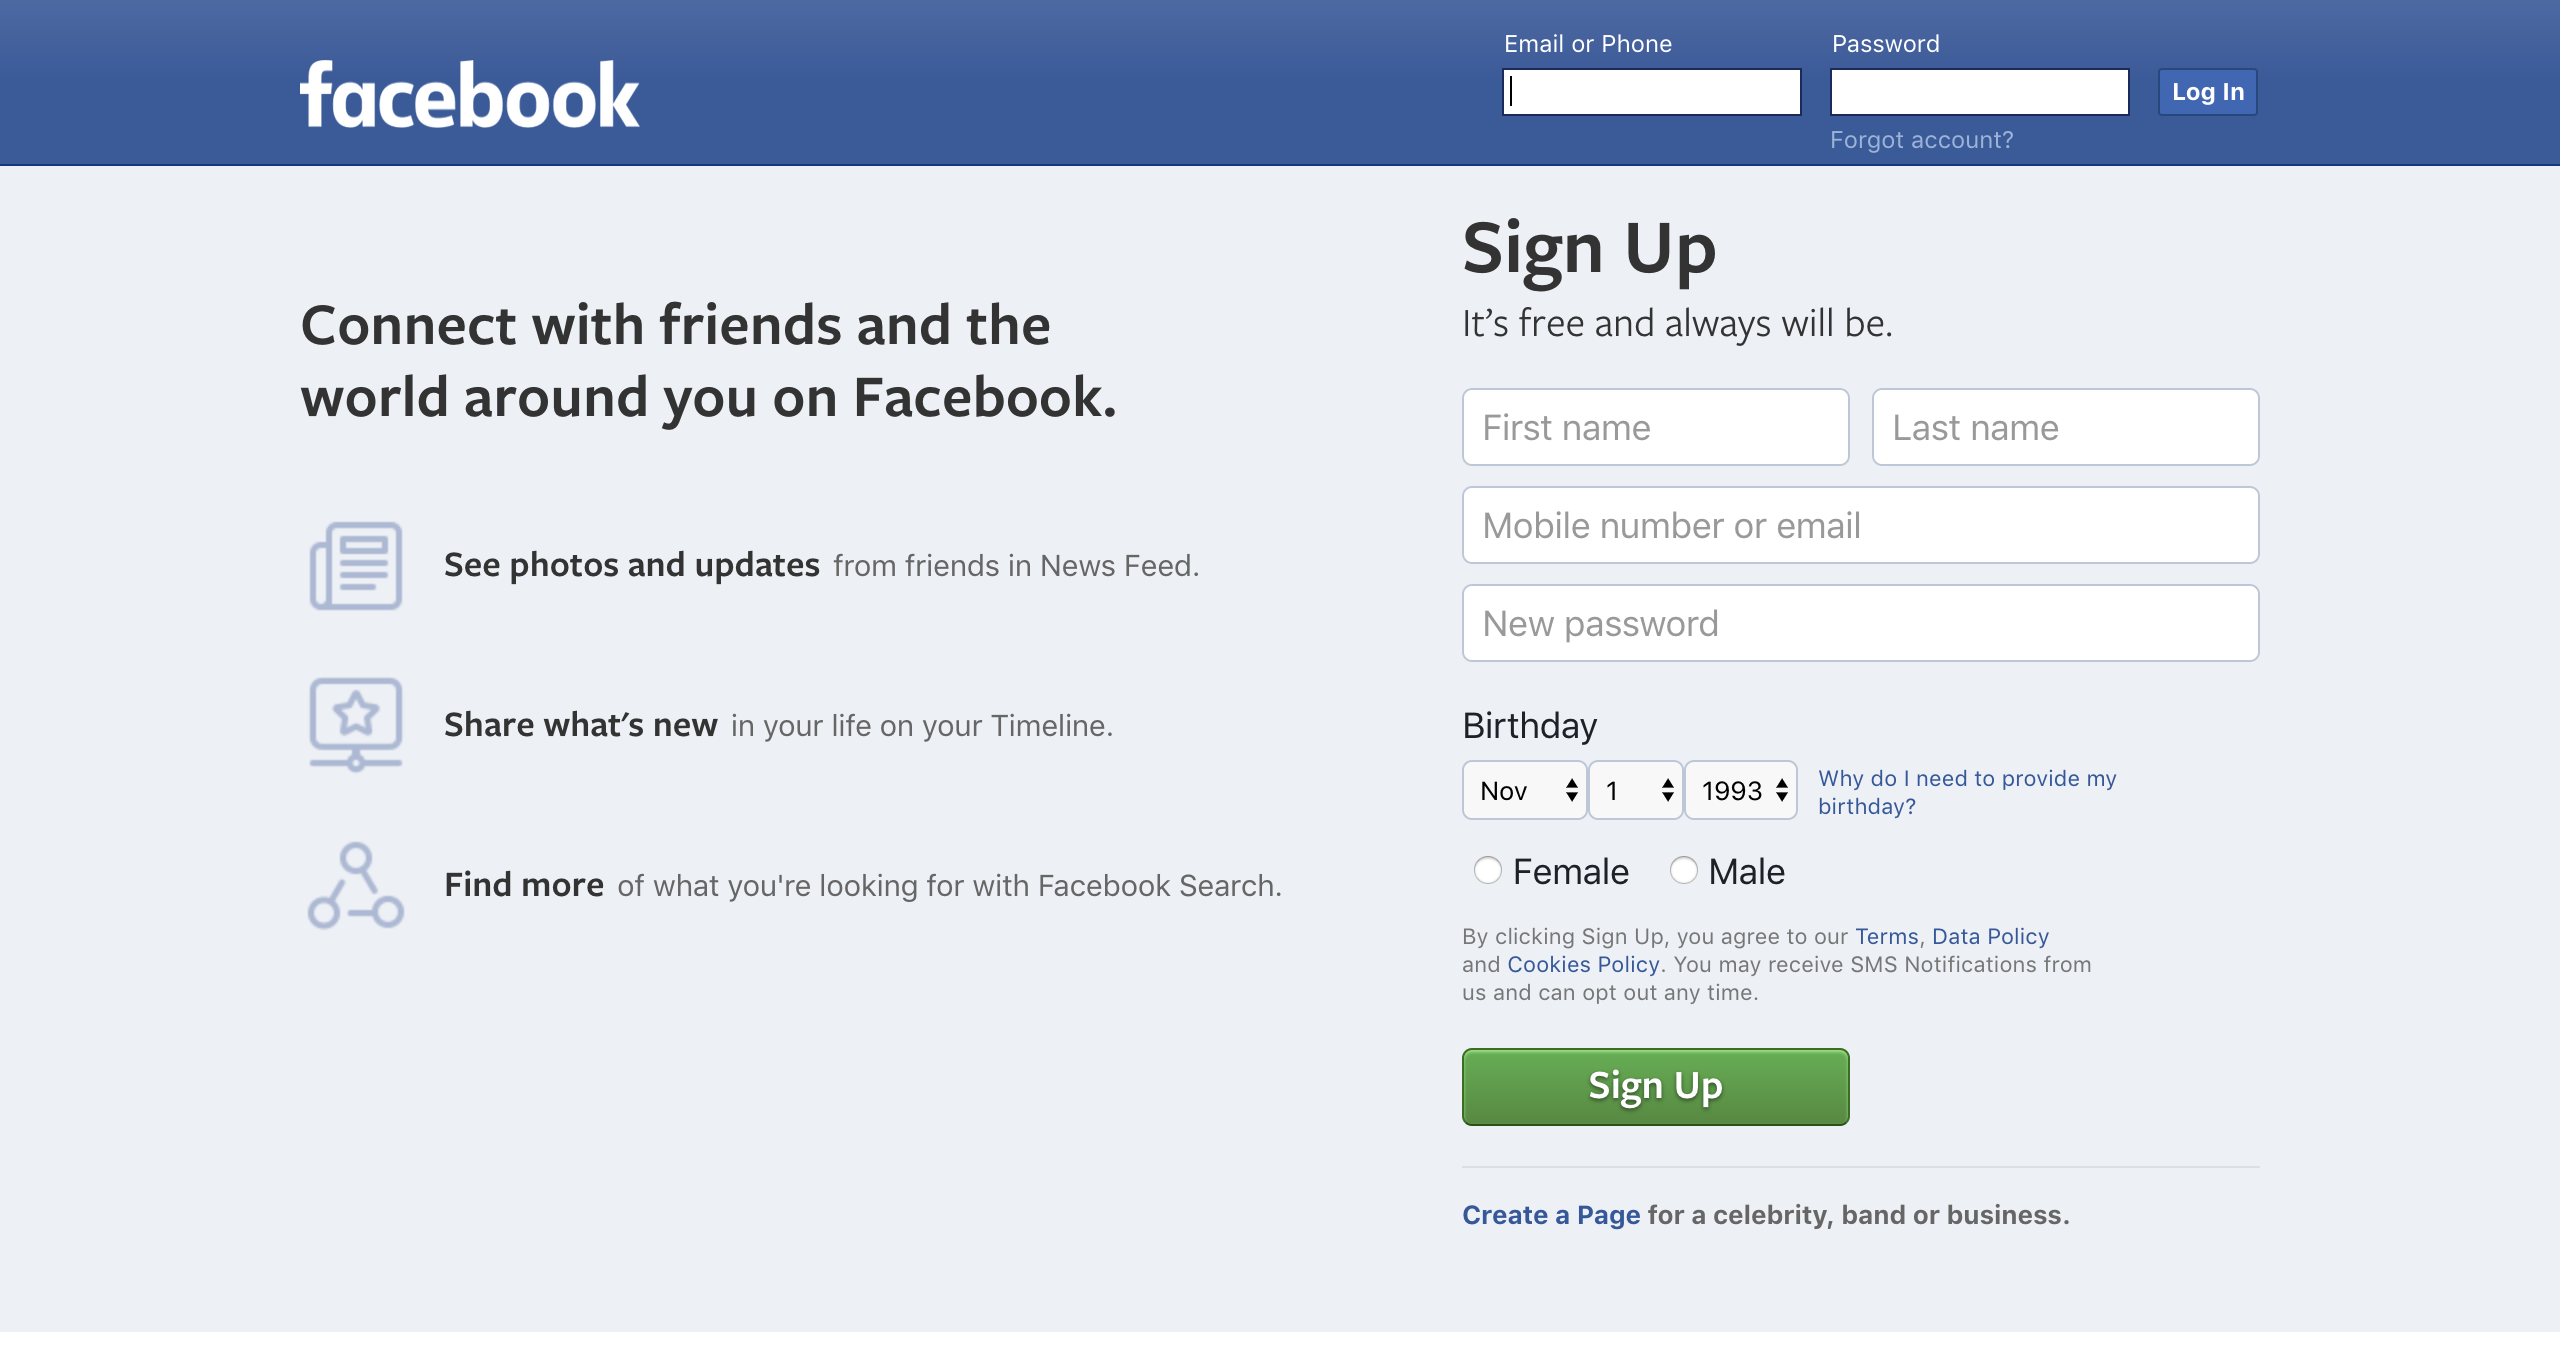 facebook
Email or Phone
Password
Log In
Forgot account?
Connect with friends and the
world around you on Facebook.
See photos and updates from friends in News Feed.
Share what's new in your life on your Timeline.
Find more of what you're looking for with Facebook Search.
Sign Up
It’s free and always will be.
First name
Last name
Mobile number or email
New password
Birthday
Nov 1 1993
Why do I need to provide my
birthday?
Female Male
By clicking Sign Up, you agree to our Terms, Data Policy
and Cookies Policy. You may receive SMS Notifications from
us and can opt out any time.
Sign Up
Create a Page for a celebrity, band or business.